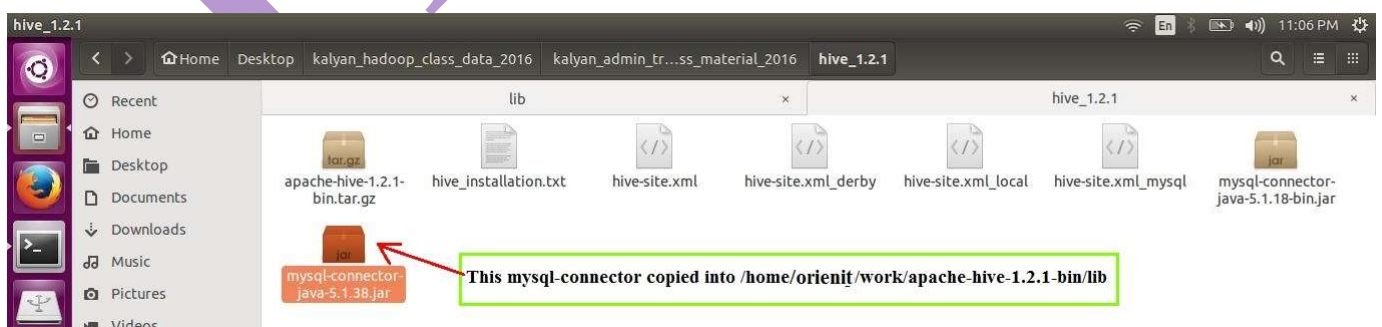 hive_1.2.1
En
11:06 PM
Home Desktop kalyan_hadoop_class_data_2016 kalyan_admin_tr...ss_material_2016 hive_1.2.1
lib
hive_1.2.1
Recent
Home
Desktop
Documents
Downloads
Music
Pictures
Videos
tar.gz
apache-hive-1.2.1-
bin.tar.gz
hive_installation.txt
hive-site.xml
hive-site.xml_derby
hive-site.xml_local
hive-site.xml_mysql
jar
mysql-connector-
java-5.1.18-bin.jar
jar
mysql-connector-
java-5.1.38.jar
This mysql-connector copied into /home/orienit/work/apache-hive-1.2.1-bin/lib